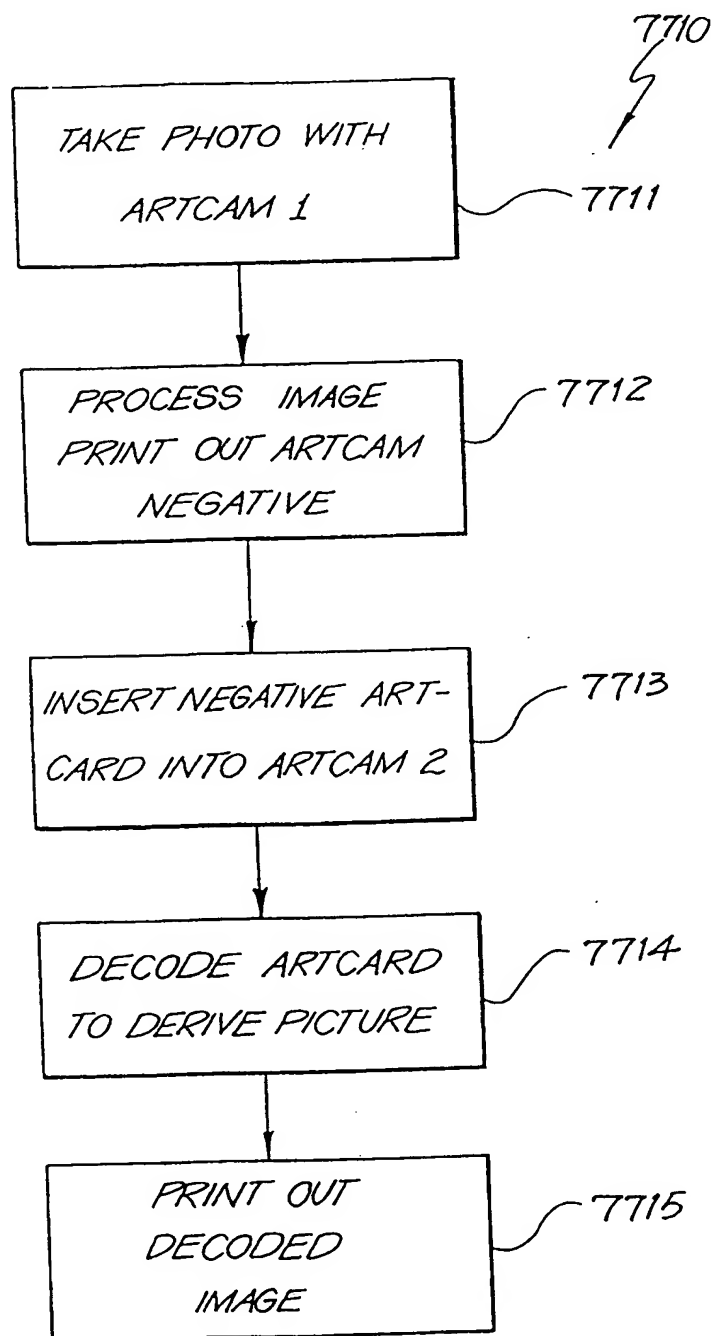 7710
TAKE PHOTO WITH
ARTCAM 1
7711
PROCESS IMAGE
PRINT OUT ARTCAM
NEGATIVE
7712
INSERT NEGATIVE ART-
CARD INTO ARTCAM 2
7713
DECODE ARTCARD
TO DERIVE PICTURE
7714
PRINT OUT
DECODED
IMAGE
7715